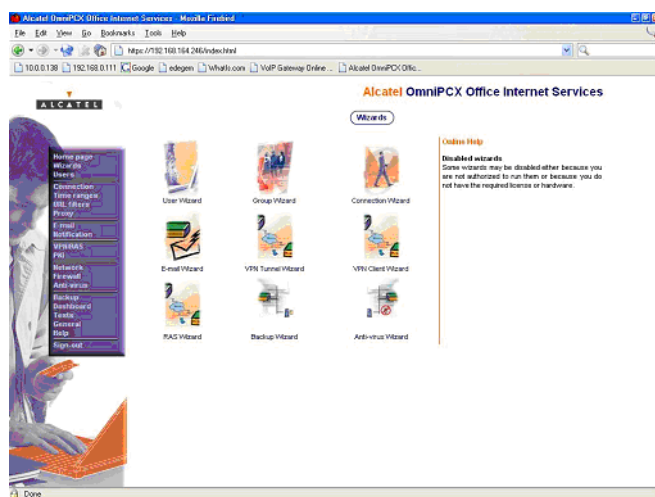 Alcatel OmniPCX Office Internet Services - Mozilla Firebird
File Edit View Go Bookmarks Tools Help
https://192.168.164.246/index.html
10.0.0.138 192.168.0.111 Google edegem WhatIs.com VoIP Gateway Online ... Alcatel OmniPCX Offic...
ALCATEL
Alcatel OmniPCX Office Internet Services
Wizards
Home page
Wizards
Users
Connection
Time ranges
URL filters
Proxy
E-mail
Notification
VPN/RAS
PKI
Network
Firewall
Anti-virus
Backup
Dashboard
Tests
General
Help
Sign out
User Wizard Group Wizard Connection Wizard
E-mail Wizard VPN Tunnel Wizard VPN Client Wizard
RAS Wizard Backup Wizard Anti-virus Wizard
Online Help
Disabled wizards
Some wizards may be disabled either because you
are not authorized to run them or because you do
not have the required license or hardware.
Done